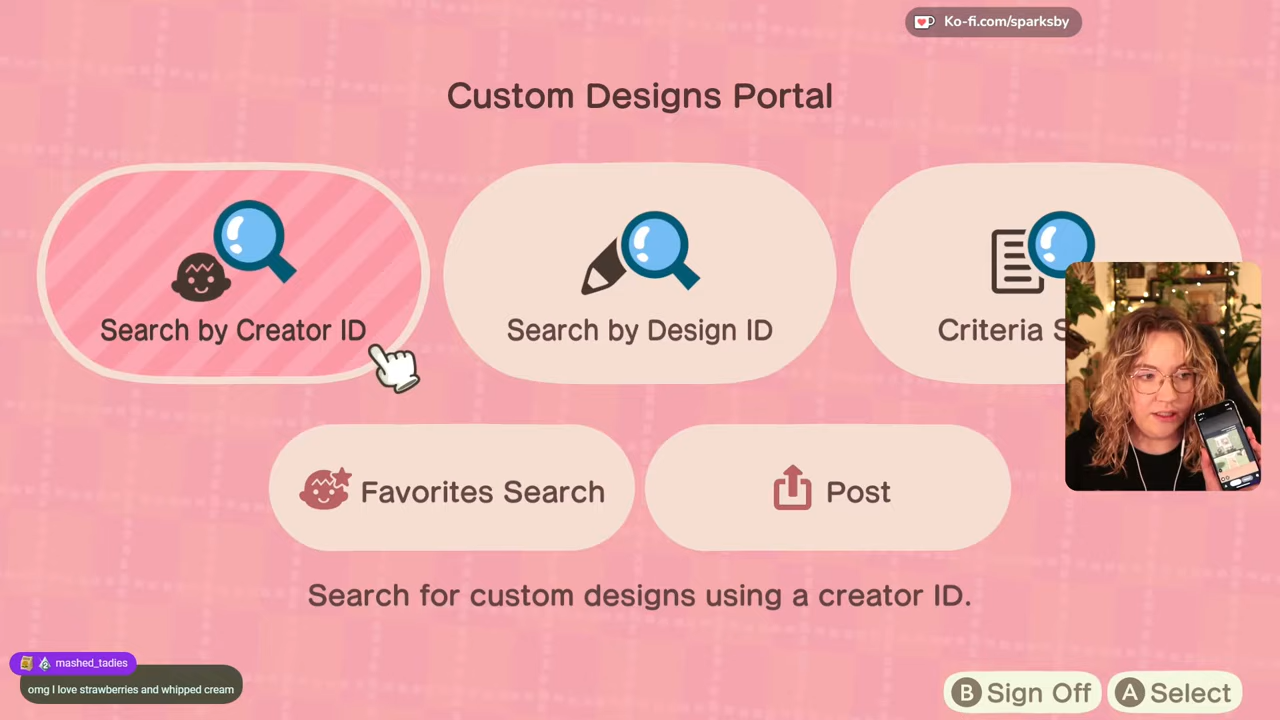 Ko-fi.com/sparksby
Custom Designs Portal
Search by Creator ID
Search by Design ID
Criteria S
Favorites Search
Post
Search for custom designs using a creator ID.
mashed_tadies
omg I love strawberries and whipped cream
B Sign Off
A Select